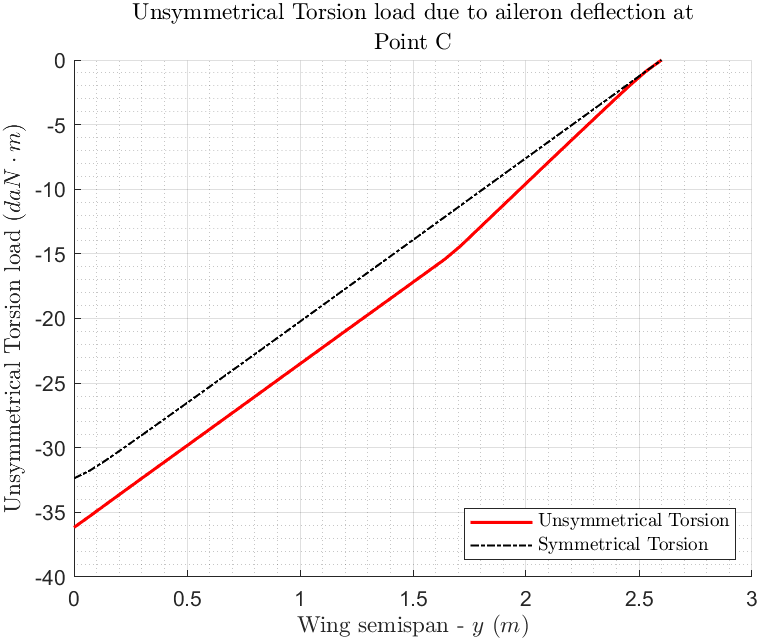 Unsymmetrical Torsion load due to aileron deflection at
Point C
Unsymmetrical Torsion load (daN · m)
0
-5
-10
-15
-20
-25
-30
-35
-40
0
0.5
1
1.5
2
2.5
3
Wing semispan - y (m)
Unsymmetrical Torsion
Symmetrical Torsion